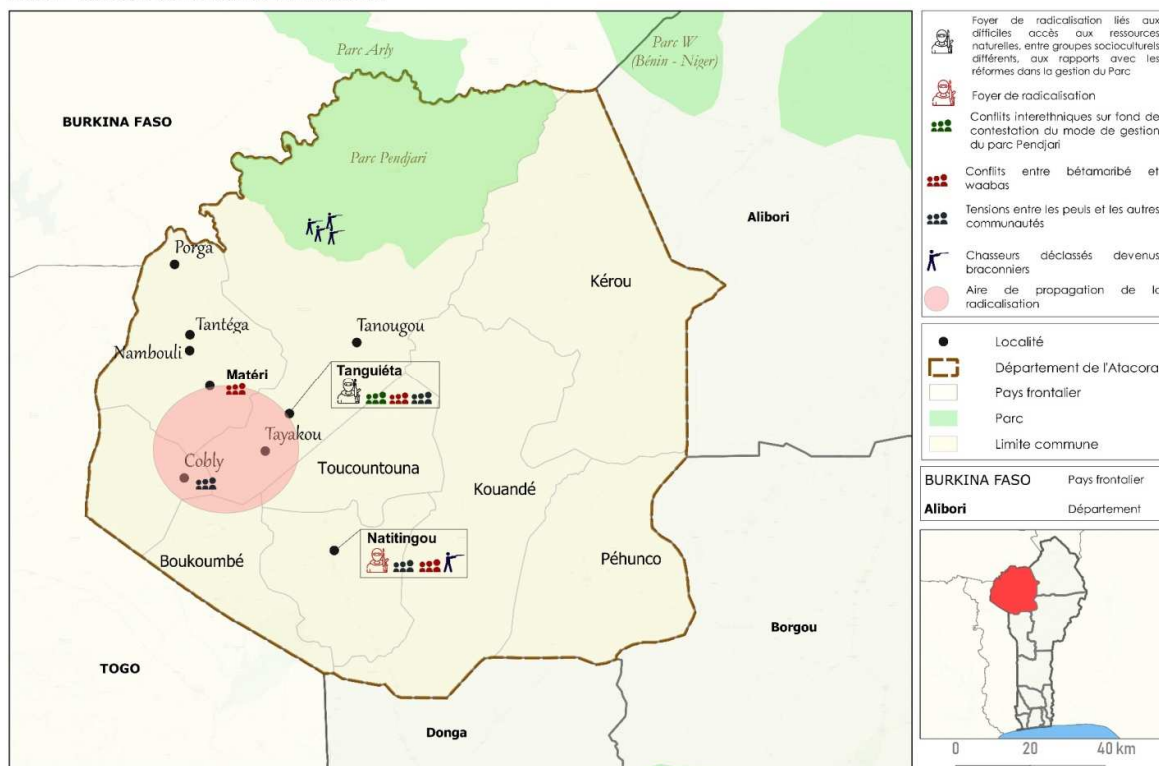 Parc Arly
Parc W
(Bénin - Niger)
BURKINA FASO
Parc Pendjari
Alibori
Porga
Kérou
Tantéga
Tanougou
Nambouli
Matéri
Tanguiéta
Tayakou
Cobly
Toucountouna
Kouandé
Natitingou
Boukoumbé
Péhunco
Borgou
TOGO
Donga
Foyer de radicalisation liés aux
difficiles accès aux ressources
naturelles, entre groupes socioculturels
différents, aux rapports avec les
réformes dans la gestion du Parc
Foyer de radicalisation
Conflits interethniques sur fond de
contestation du mode de gestion
du parc Pendjari
Conflits entre bétamaribé et
waabas
Tensions entre les peuls et les autres
communautés
Chasseurs déclassés devenus
braconniers
Aire de propagation de la
radicalisation
Localité
Département de l'Atacora
Pays frontalier
Parc
Limite commune
BURKINA FASO Pays frontalier
Alibori Département
0 20 40 km